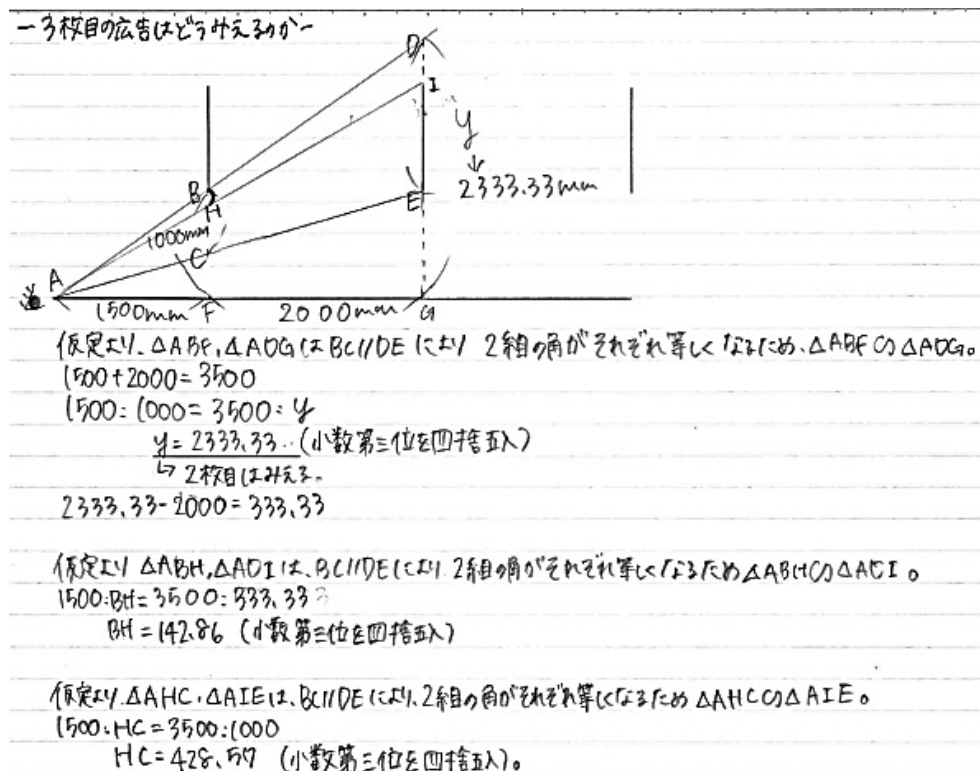 ー3枚目の広告はどうみえるのかー
D
I
y
↓
2333.33mm
B
H
E
1000mm
C
A
1500mm F 2000mm G
仮定より、△ABF,△ADGはBC//DEにより 2組の角がそれぞれ等しくなるため、△ABF∽△ADG。
1500+2000=3500
1500:1000=3500:y
y=2333.33…(小数第三位を四捨五入)
↳2枚目はみえる。
2333.33-2000=333.33
仮定より △ABH,△ADIは、BC//DEにより 2組の角がそれぞれ等しくなるため△ABH∽△ADI。
1500:BH=3500:333.33
BH=142.86 (小数第三位を四捨五入)
仮定より、△AHC,△AIEは、BC//DEにより、2組の角がそれぞれ等しくなるため △AHC∽△AIE。
1500:HC=3500:1000
HC=428.57 (小数第三位を四捨五入)。